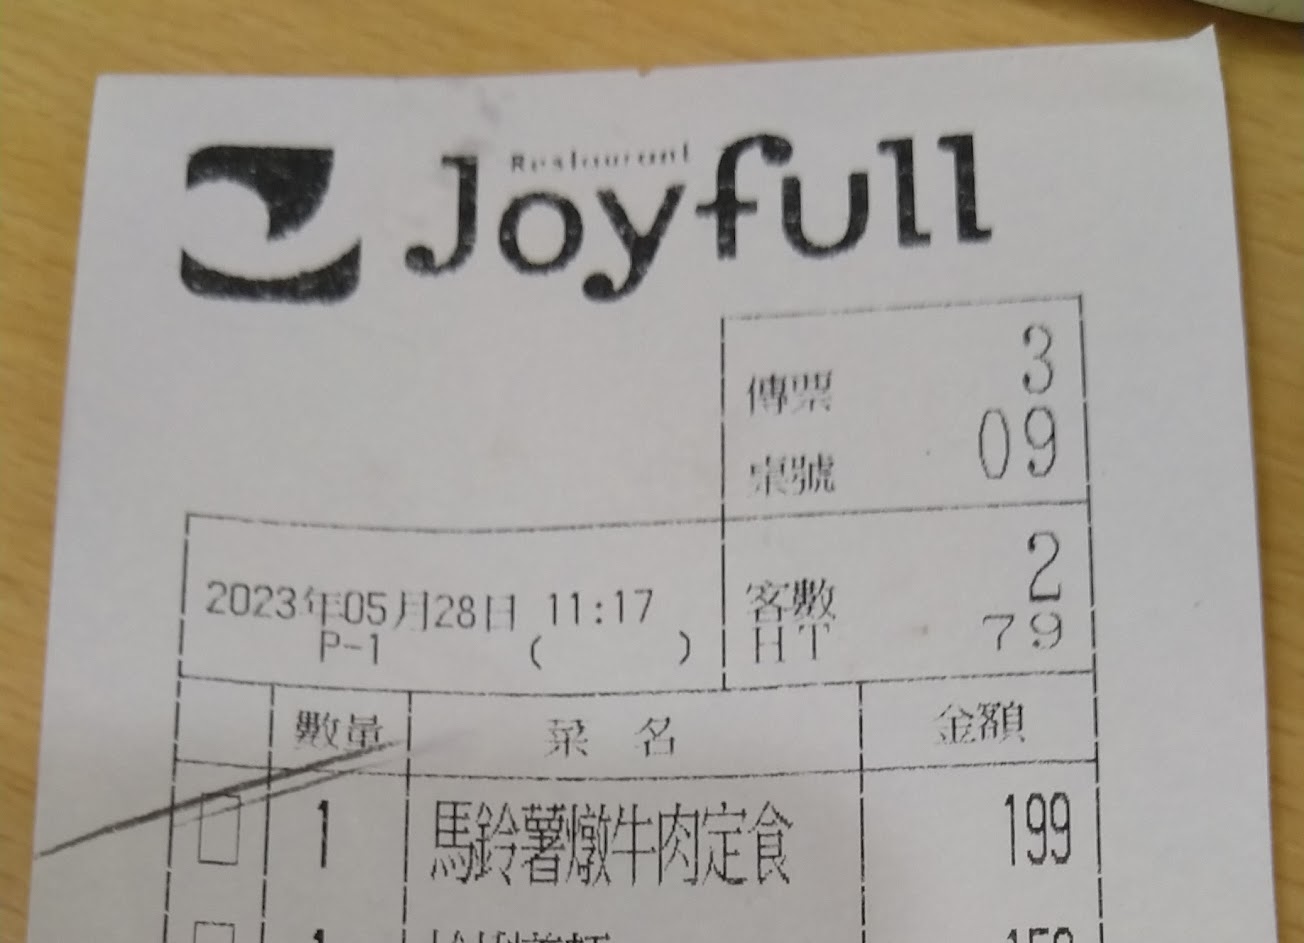 Restaurant
Joyfull
傳票 3
桌號 09
2023年05月28日 11:17
P-1 ( )
客數 2
HT 79
數量 菜 名 金額
1 馬鈴薯燉牛肉定食 199
1